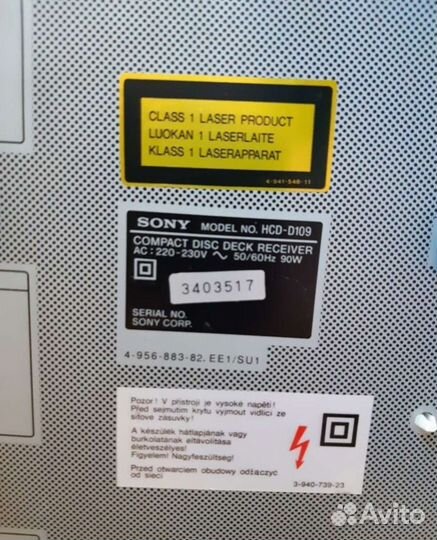 CLASS 1 LASER PRODUCT
LUOKAN 1 LASERLAITE
KLASS 1 LASERAPPARAT
4-941-548-11
SONY MODEL NO. HCD-D109
COMPACT DISC DECK RECEIVER
AC: 220-230V ~ 50/60Hz 90W
3403517
SERIAL NO.
SONY CORP.
4-956-883-82. EE1/SU1
Pozor! V přístroji je vysoké napětí!
Před sejmutím krytu vyjmout vidlici ze
síťové zásuvky!
A készülék hátlapjának vagy
burkolatának eltávolítása
életveszélyes!
Figyelem! Nagyfeszültség!
Przed otwarciem obudowy odłączyć
od sieci
3-940-739-23
Avito